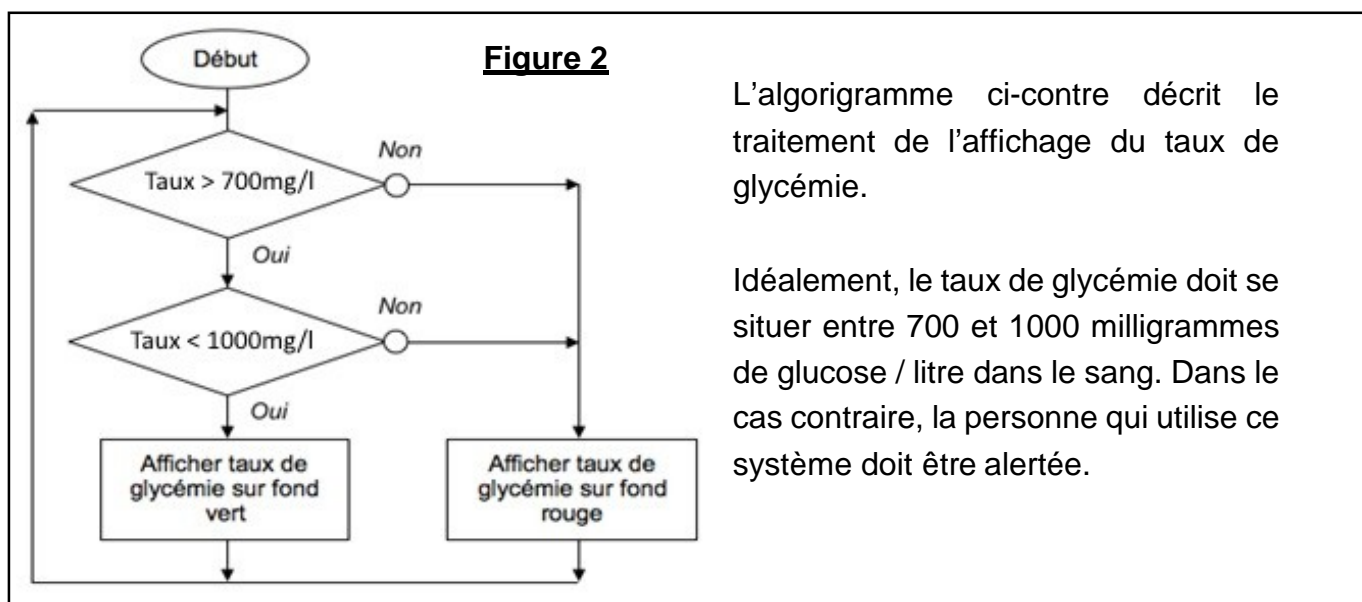 Figure 2
Début
Taux > 700mg/l
Non
Oui
Taux < 1000mg/l
Non
Oui
Afficher taux de
glycémie sur fond
vert
Afficher taux de
glycémie sur fond
rouge
L'algorigramme ci-contre décrit le
traitement de l'affichage du taux de
glycémie.
Idéalement, le taux de glycémie doit se
situer entre 700 et 1000 milligrammes
de glucose / litre dans le sang. Dans le
cas contraire, la personne qui utilise ce
système doit être alertée.